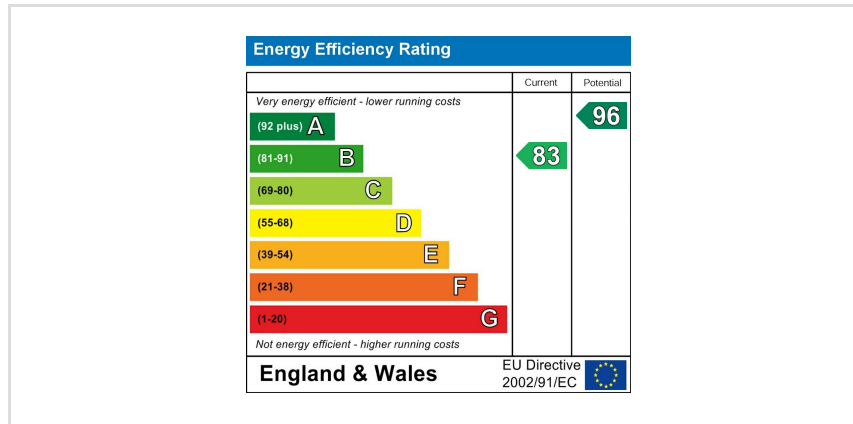 Energy Efficiency Rating
Current Potential
Very energy efficient - lower running costs
(92 plus) A
96
(81-91) B
83
(69-80) C
(55-68) D
(39-54) E
(21-38) F
(1-20) G
Not energy efficient - higher running costs
England & Wales
EU Directive
2002/91/EC